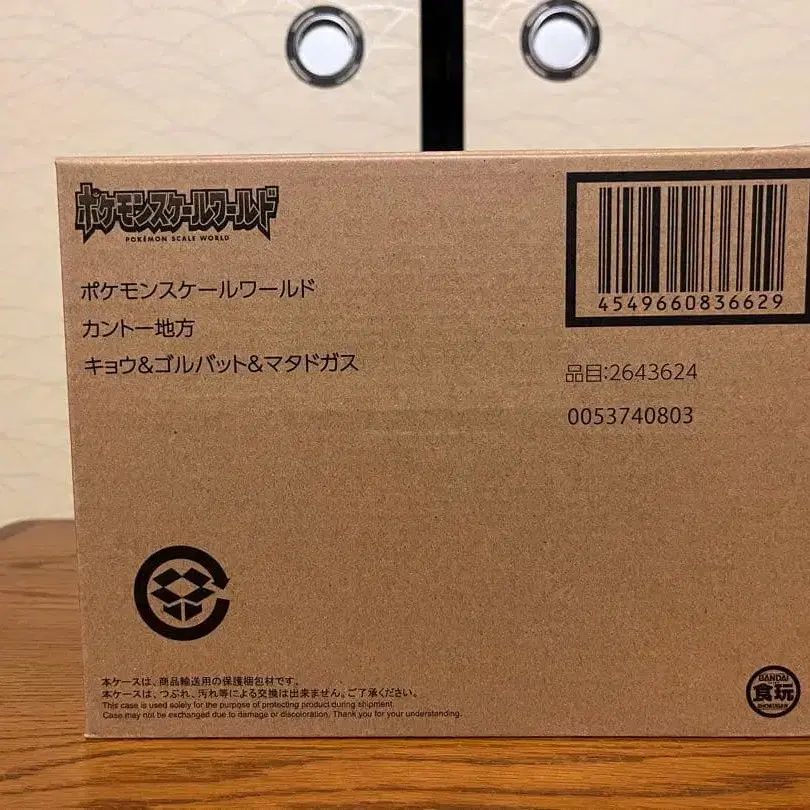 ポケモンスケールワールド
POKÉMON SCALE WORLD
ポケモンスケールワールド
カントー地方
キョウ&ゴルバット&マタドガス
4549660836629
品目:2643624
0053740803
本ケースは、商品輸送用の保護梱包材です。
本ケースは、つぶれ、汚れ等による交換は出来ません。ご了承ください。
This case is used solely for the purpose of protecting product during shipment.
Case may not be exchanged due to damage or discoloration. Thank you for your understanding.
BANDAI
食玩
SHOKUGAN